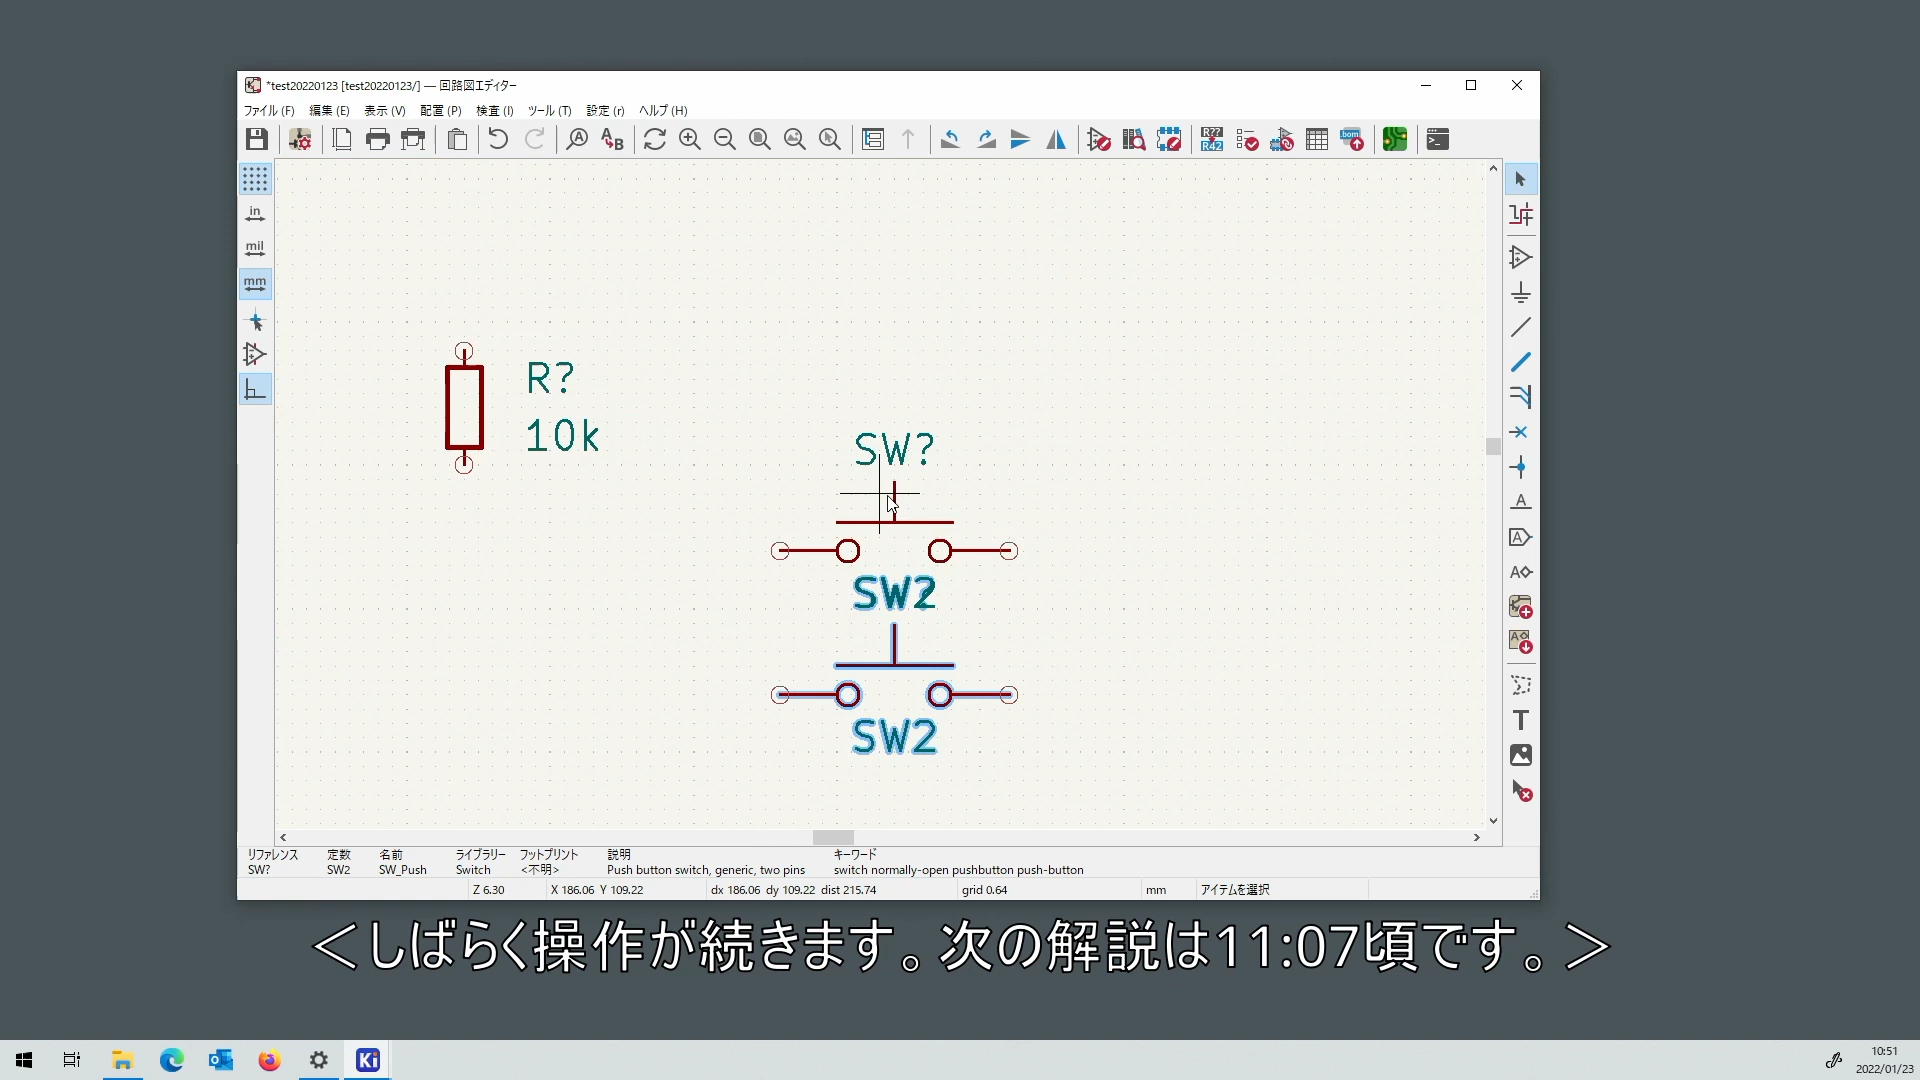 *test20220123 [test20220123/] — 回路図エディター
ファイル (F) 編集 (E) 表示 (V) 配置 (P) 検査 (I) ツール (T) 設定 (r) ヘルプ (H)
A A B R?? R42 bom
in
mil
mm
R?
10k
SW?
SW2
A
A
A
A
T
リファレンス 定数 名前 ライブラリー フットプリント 説明 キーワード
SW? SW2 SW_Push Switch <不明> Push button switch, generic, two pins switch normally-open pushbutton push-button
Z 6.30 X 186.06 Y 109.22 dx 186.06 dy 109.22 dist 215.74 grid 0.64 mm アイテムを選択
＜しばらく操作が続きます。次の解説は11:07頃です。＞
Ki
10:51
2022/01/23